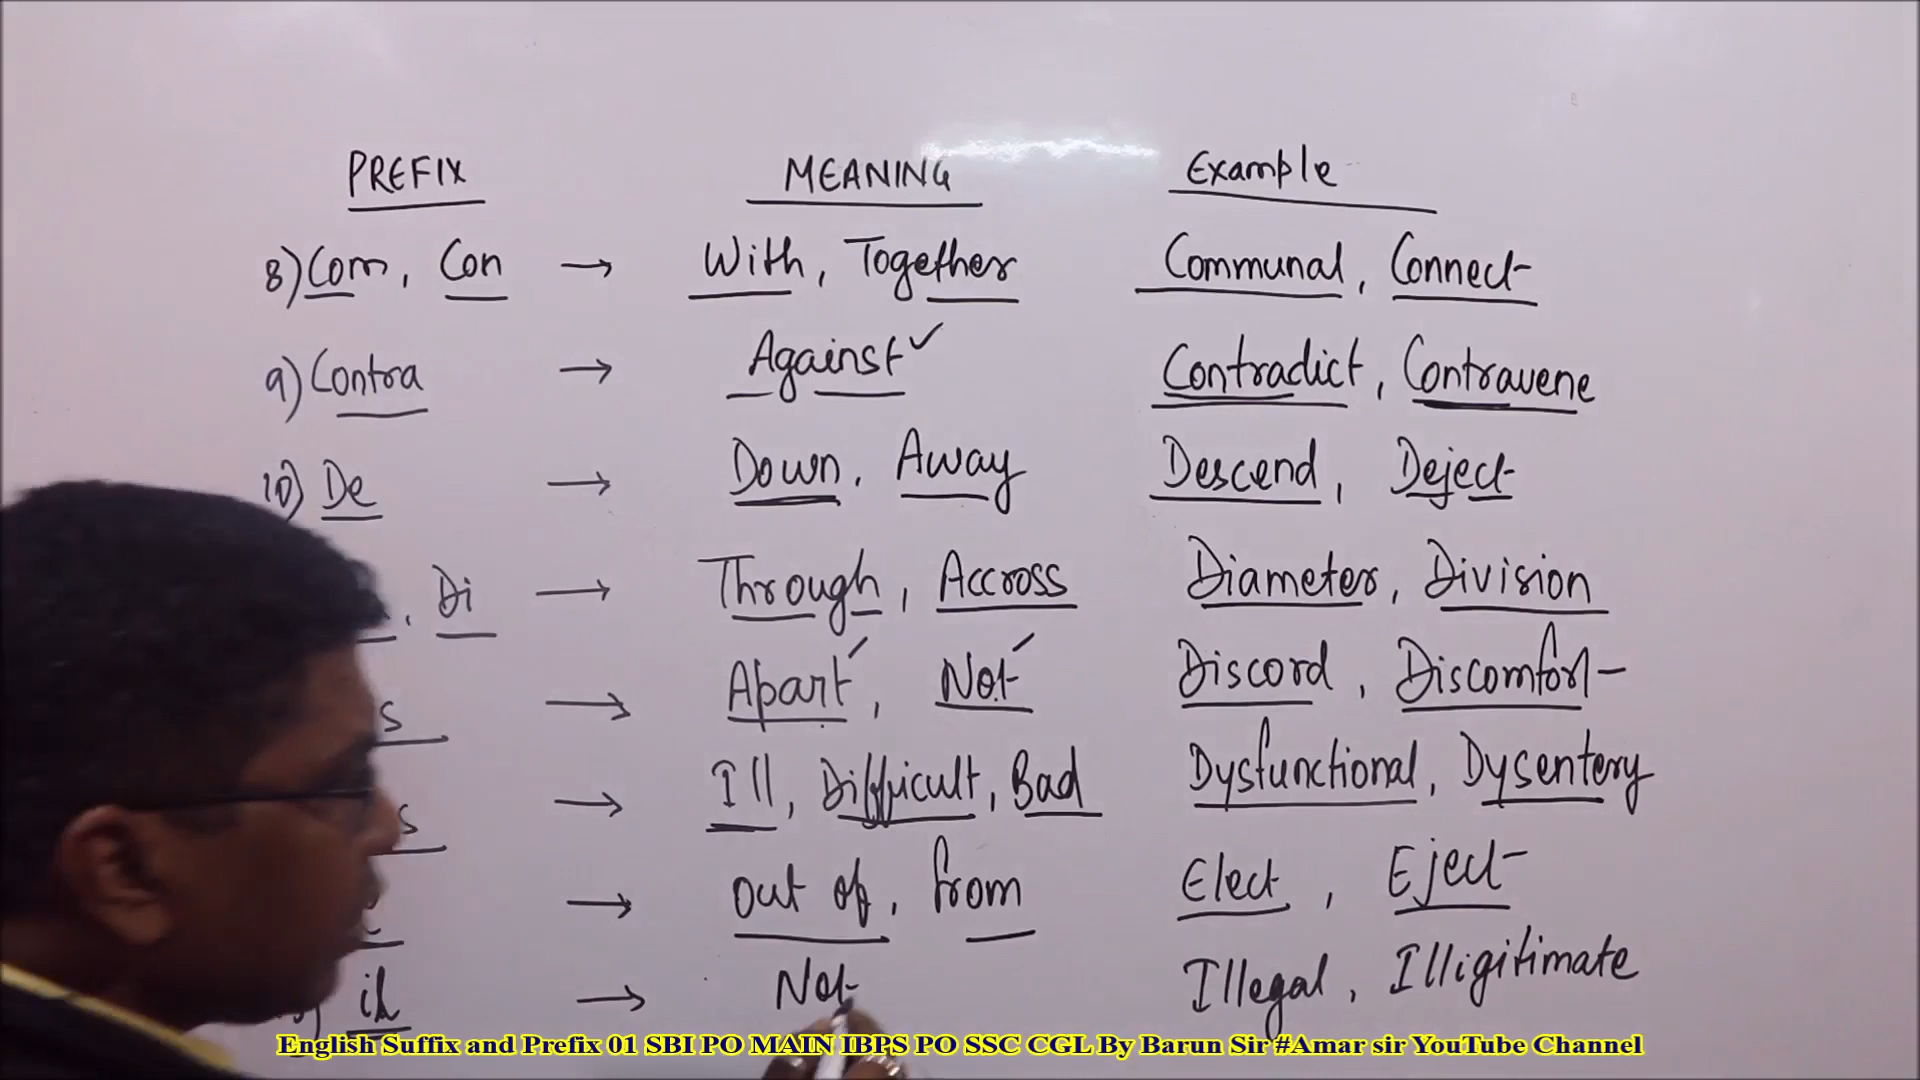 PREFIX MEANING Example
8) Com, Con → With, Together Communal, Connect
9) Contra → Against ✓ Contradict, Contravene
10) De → Down, Away Descend, Deject
, Di → Through, Accross Diameter, Division
s → Apart, Not Discord, Discomfort
s → Ill, Difficult, Bad Dysfunctional, Dysentery
→ out of, from Elect, Eject
il → Not Illegal, Illigitimate
English Suffix and Prefix 01 SBI PO MAIN IBPS PO SSC CGL By Barun Sir #Amar sir YouTube Channel